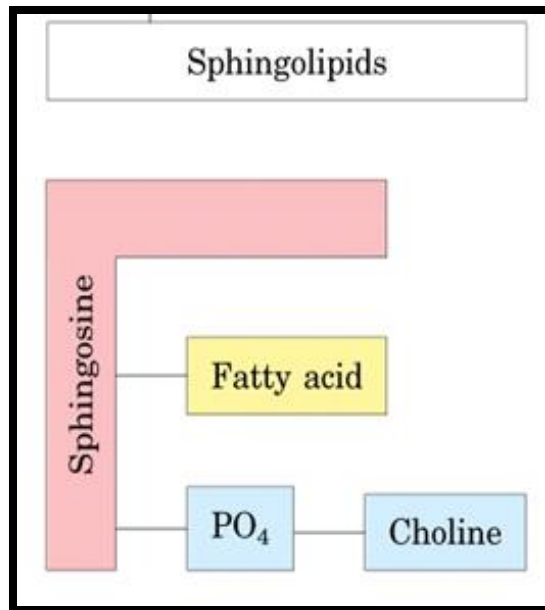 Sphingolipids
Sphingosine
Fatty acid
PO₄
Choline